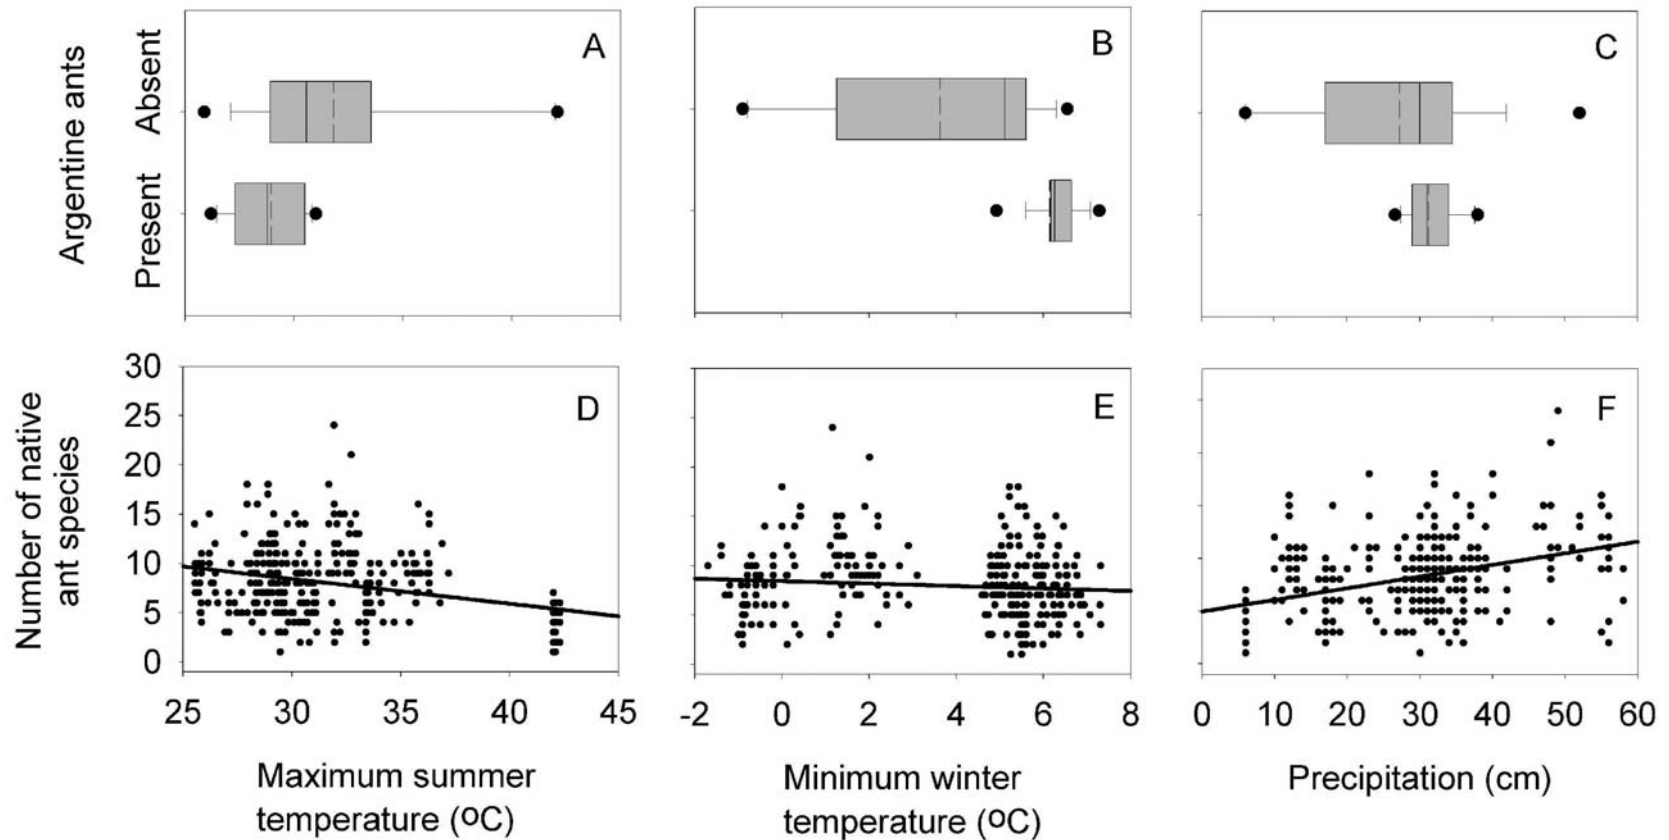 Argentine ants
Absent
Present
A
B
C
Number of native
ant species
30
25
20
15
10
5
0
D
E
F
25 30 35 40 45
-2 0 2 4 6 8
0 10 20 30 40 50 60
Maximum summer
temperature (ºC)
Minimum winter
temperature (ºC)
Precipitation (cm)